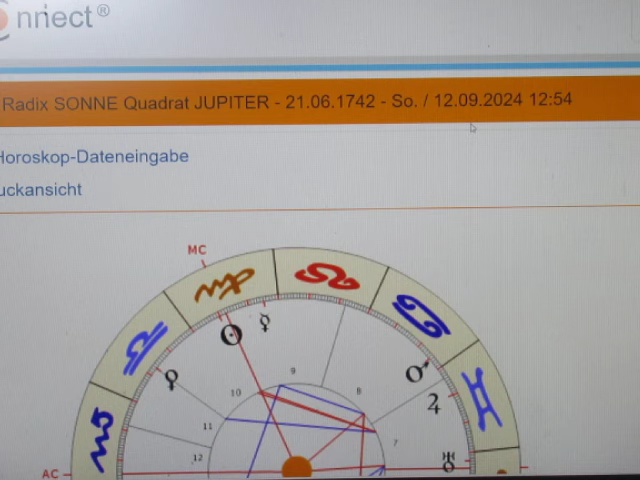 nnect®
Radix SONNE Quadrat JUPITER - 21.06.1742 - So. / 12.09.2024 12:54
Horoskop-Dateneingabe
uckansicht
MC
9
10
8
11
7
12
AC